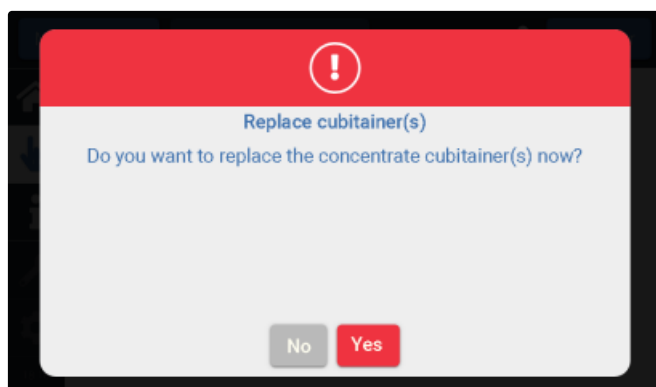 !
Replace cubitainer(s)
Do you want to replace the concentrate cubitainer(s) now?
No
Yes